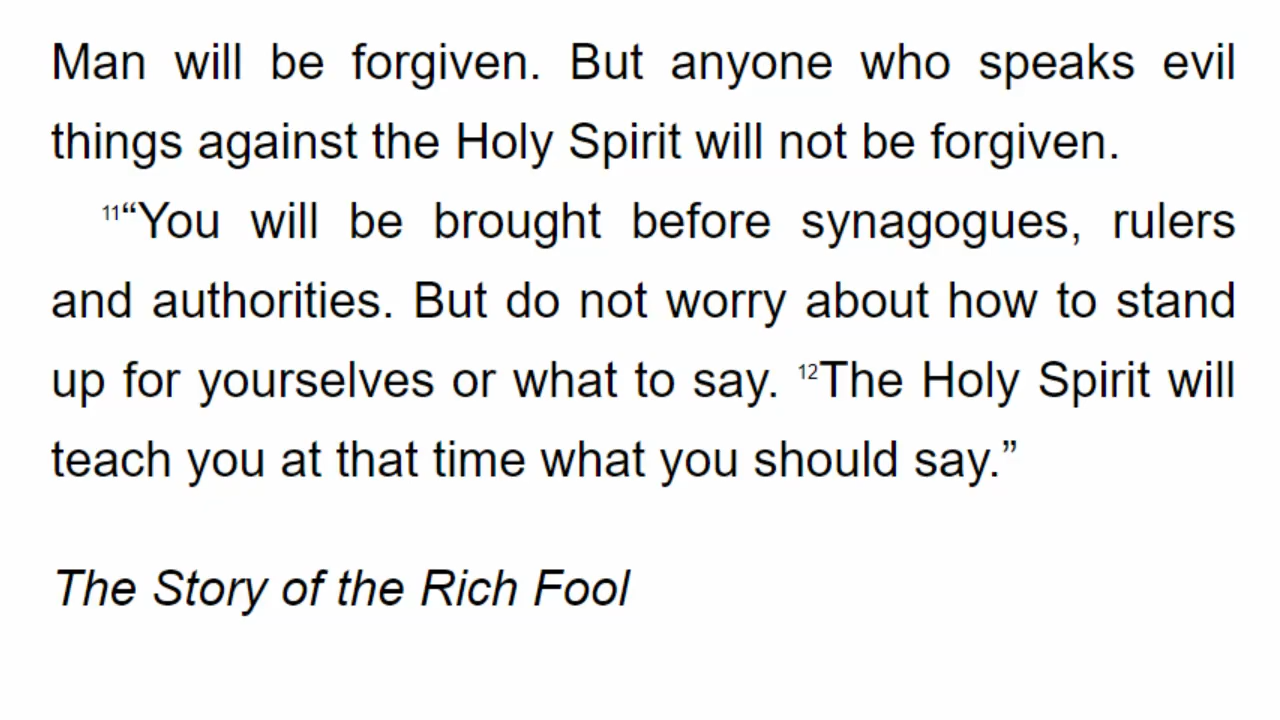 Man will be forgiven. But anyone who speaks evil
things against the Holy Spirit will not be forgiven.
11“You will be brought before synagogues, rulers
and authorities. But do not worry about how to stand
up for yourselves or what to say. 12The Holy Spirit will
teach you at that time what you should say.”
The Story of the Rich Fool